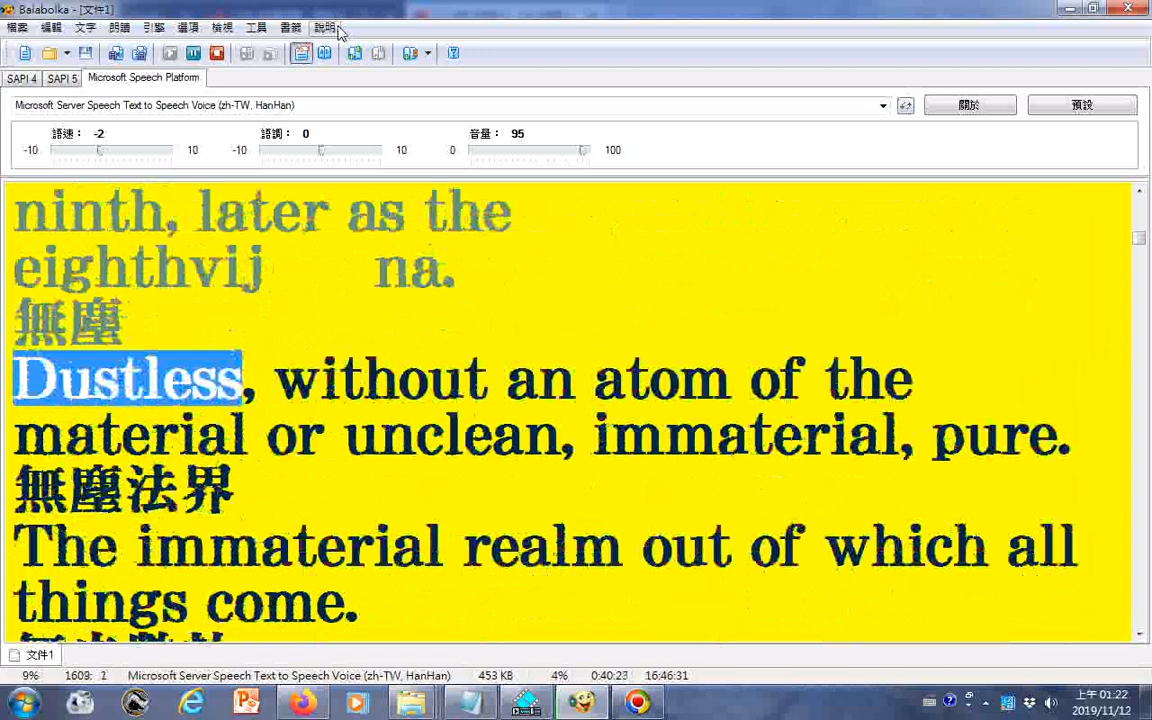 Balabolka - [文件1]
檔案 編輯 文字 朗讀 引擎 選項 檢視 工具 書籤 說明
SAPI 4 SAPI 5 Microsoft Speech Platform
Microsoft Server Speech Text to Speech Voice (zh-TW, HanHan) 關於 預設
語速： -2 語調： 0 音量： 95
-10 10 -10 10 0 100
ninth, later as the
eighthvij na.
無塵
Dustless, without an atom of the
material or unclean, immaterial, pure.
無塵法界
The immaterial realm out of which all
things come.
文件1
9% 1609: 1 Microsoft Server Speech Text to Speech Voice (zh-TW, HanHan) 453 KB 4% 0:40:23 16:46:31
上午 01:22
2019/11/12